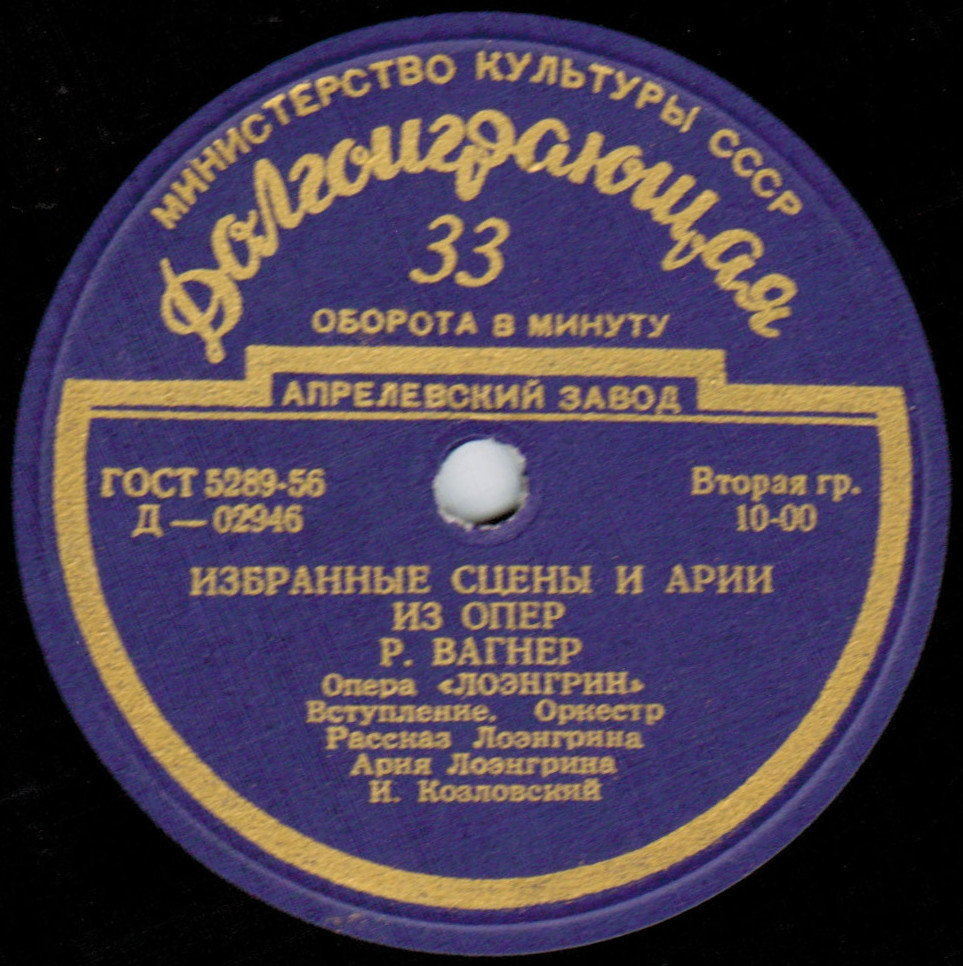 МИНИСТЕРСТВО КУЛЬТУРЫ СССР
Долгоиграющая
33
ОБОРОТА В МИНУТУ
АПРЕЛЕВСКИЙ ЗАВОД
ГОСТ 5289-56
Д — 02946
Вторая гр.
10-00
ИЗБРАННЫЕ СЦЕНЫ И АРИИ
ИЗ ОПЕР
Р. ВАГНЕР
Опера «ЛОЭНГРИН»
Вступление. Оркестр
Рассказ Лоэнгрина
Ария Лоэнгрина
И. Козловский